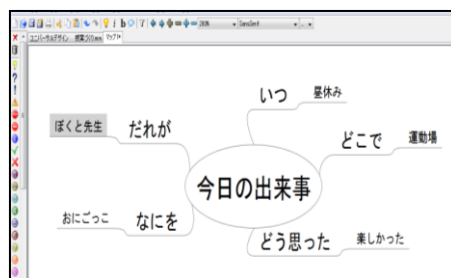 ユニバーサルデザイン 授業づくり.mm マップ1*
今日の出来事
いつ 昼休み
どこで 運動場
どう思った 楽しかった
だれが ぼくと先生
なにを おにごっこ